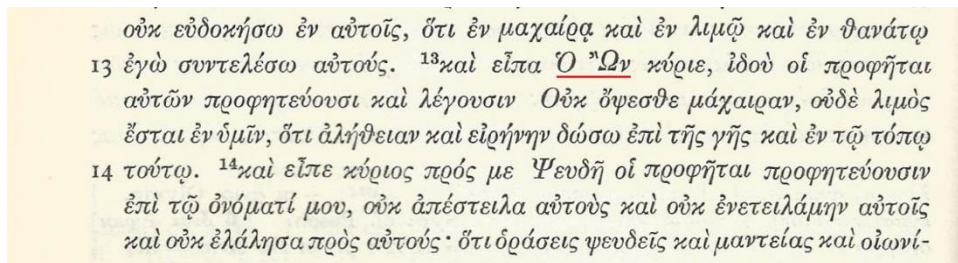 οὐκ εὐδοκήσω ἐν αὐτοῖς, ὅτι ἐν μαχαίρᾳ καὶ ἐν λιμῷ καὶ ἐν θανάτῳ
13 ἐγὼ συντελέσω αὐτούς. ¹³καὶ εἶπα Ὁ Ὢν κύριε, ἰδοὺ οἱ προφῆται
αὐτῶν προφητεύουσι καὶ λέγουσιν Οὐκ ὄψεσθε μάχαιραν, οὐδὲ λιμὸς
ἔσται ἐν ὑμῖν, ὅτι ἀλήθειαν καὶ εἰρήνην δώσω ἐπὶ τῆς γῆς καὶ ἐν τῷ τόπῳ
14 τούτῳ. ¹⁴καὶ εἶπε κύριος πρός με Ψευδῆ οἱ προφῆται προφητεύουσιν
ἐπὶ τῷ ὀνόματί μου, οὐκ ἀπέστειλα αὐτοὺς καὶ οὐκ ἐνετειλάμην αὐτοῖς
καὶ οὐκ ἐλάλησα πρὸς αὐτούς· ὅτι ὁράσεις ψευδεῖς καὶ μαντείας καὶ οἰωνί-